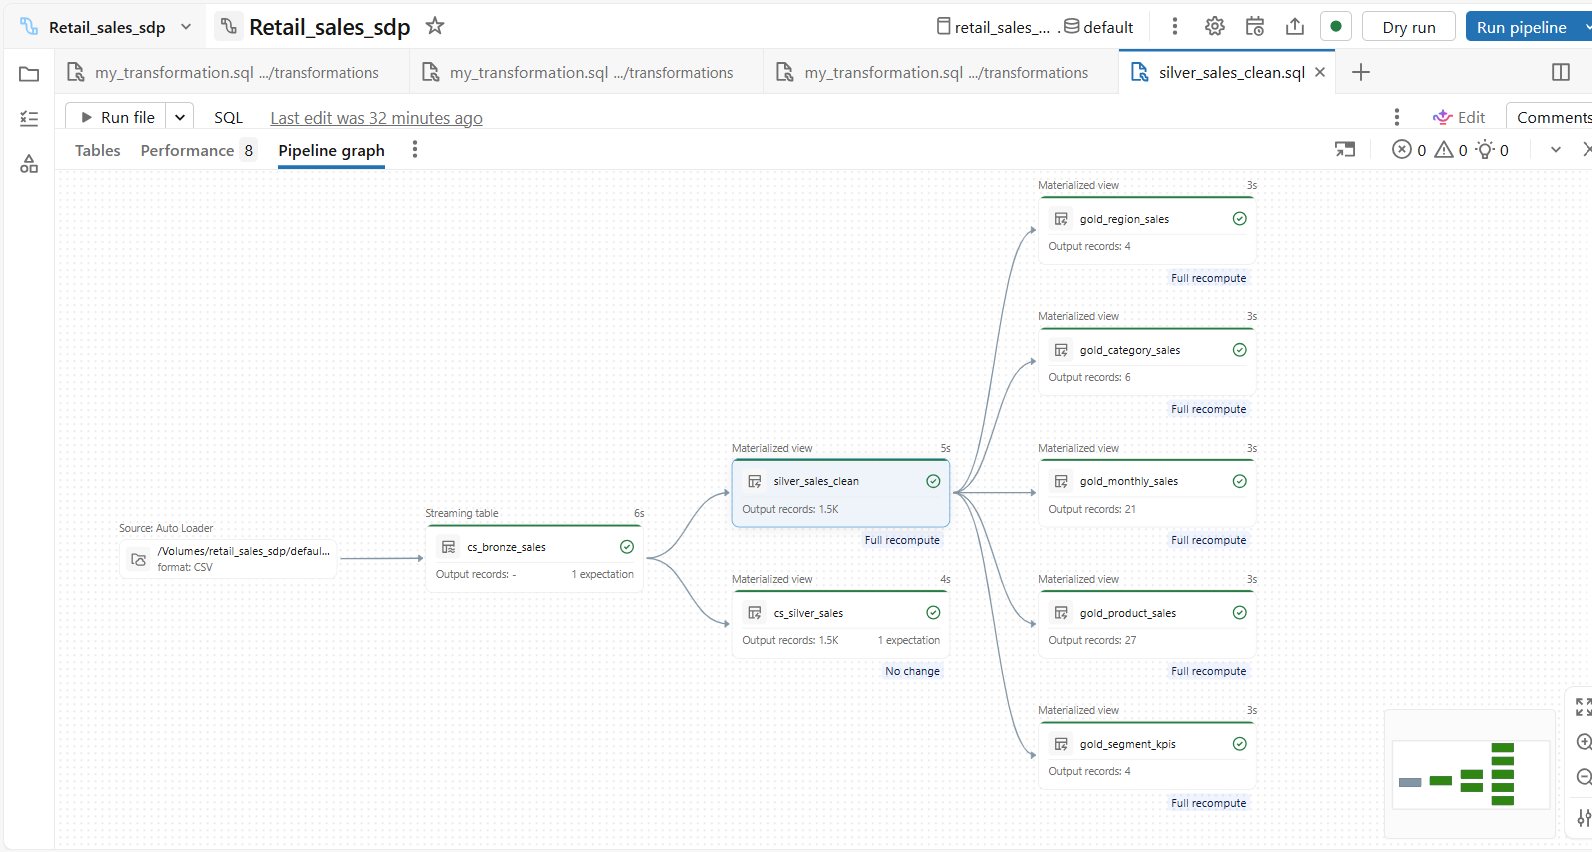 Retail_sales_sdp
Retail_sales_sdp
retail_sales_... . default
Dry run
Run pipeline
my_transformation.sql .../transformations
my_transformation.sql .../transformations
my_transformation.sql .../transformations
silver_sales_clean.sql
Run file
SQL
Last edit was 32 minutes ago
Edit
Comments
Tables
Performance 8
Pipeline graph
0 0 0
Materialized view 3s
gold_region_sales
Output records: 4
Full recompute
Materialized view 3s
gold_category_sales
Output records: 6
Full recompute
Materialized view 5s
silver_sales_clean
Output records: 1.5K
Full recompute
Materialized view 3s
gold_monthly_sales
Output records: 21
Full recompute
Source: Auto Loader
/Volumes/retail_sales_sdp/defaul...
format: CSV
Streaming table 6s
cs_bronze_sales
Output records: - 1 expectation
Materialized view 4s
cs_silver_sales
Output records: 1.5K 1 expectation
No change
Materialized view 3s
gold_product_sales
Output records: 27
Full recompute
Materialized view 3s
gold_segment_kpis
Output records: 4
Full recompute